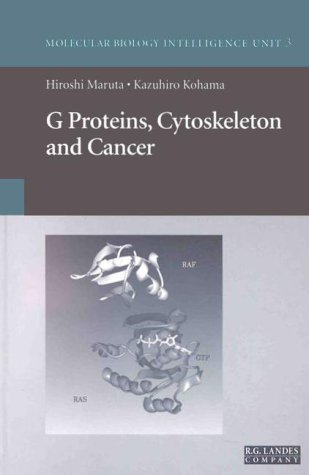 MOLECULAR BIOLOGY INTELLIGENCE UNIT 3
Hiroshi Maruta • Kazuhiro Kohama
G Proteins, Cytoskeleton
and Cancer
RAF
GTP
RAS
R.G. LANDES
COMPANY